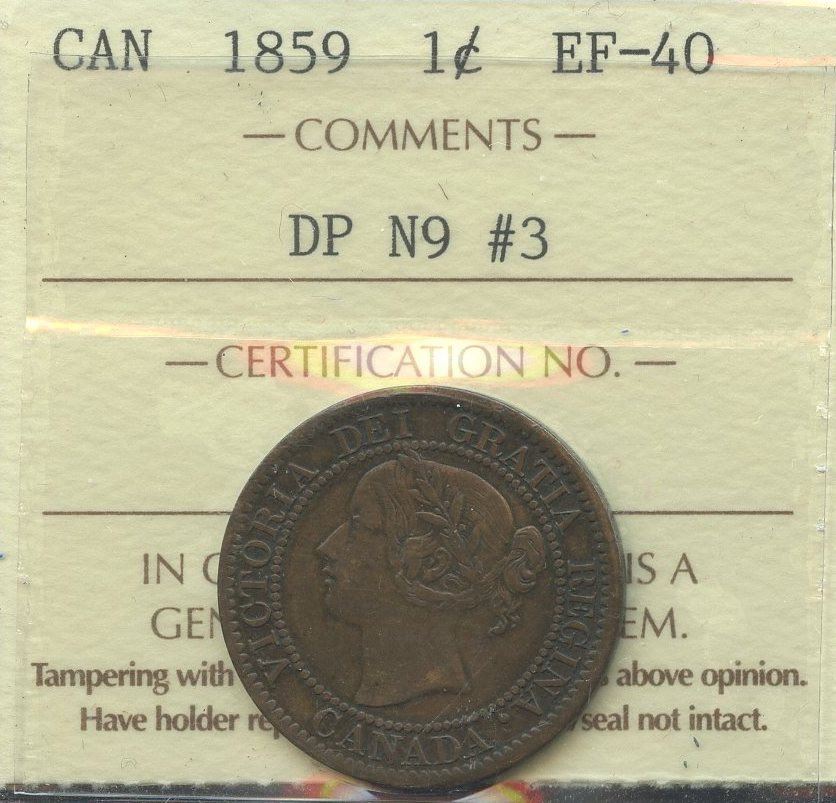 CAN 1859 1¢ EF-40
— COMMENTS —
DP N9 #3
— CERTIFICATION NO. —
VICTORIA DEI GRATIA REGINA.
CANADA
IN IS A
GEN EM.
Tampering with above opinion.
Have holder seal not intact.